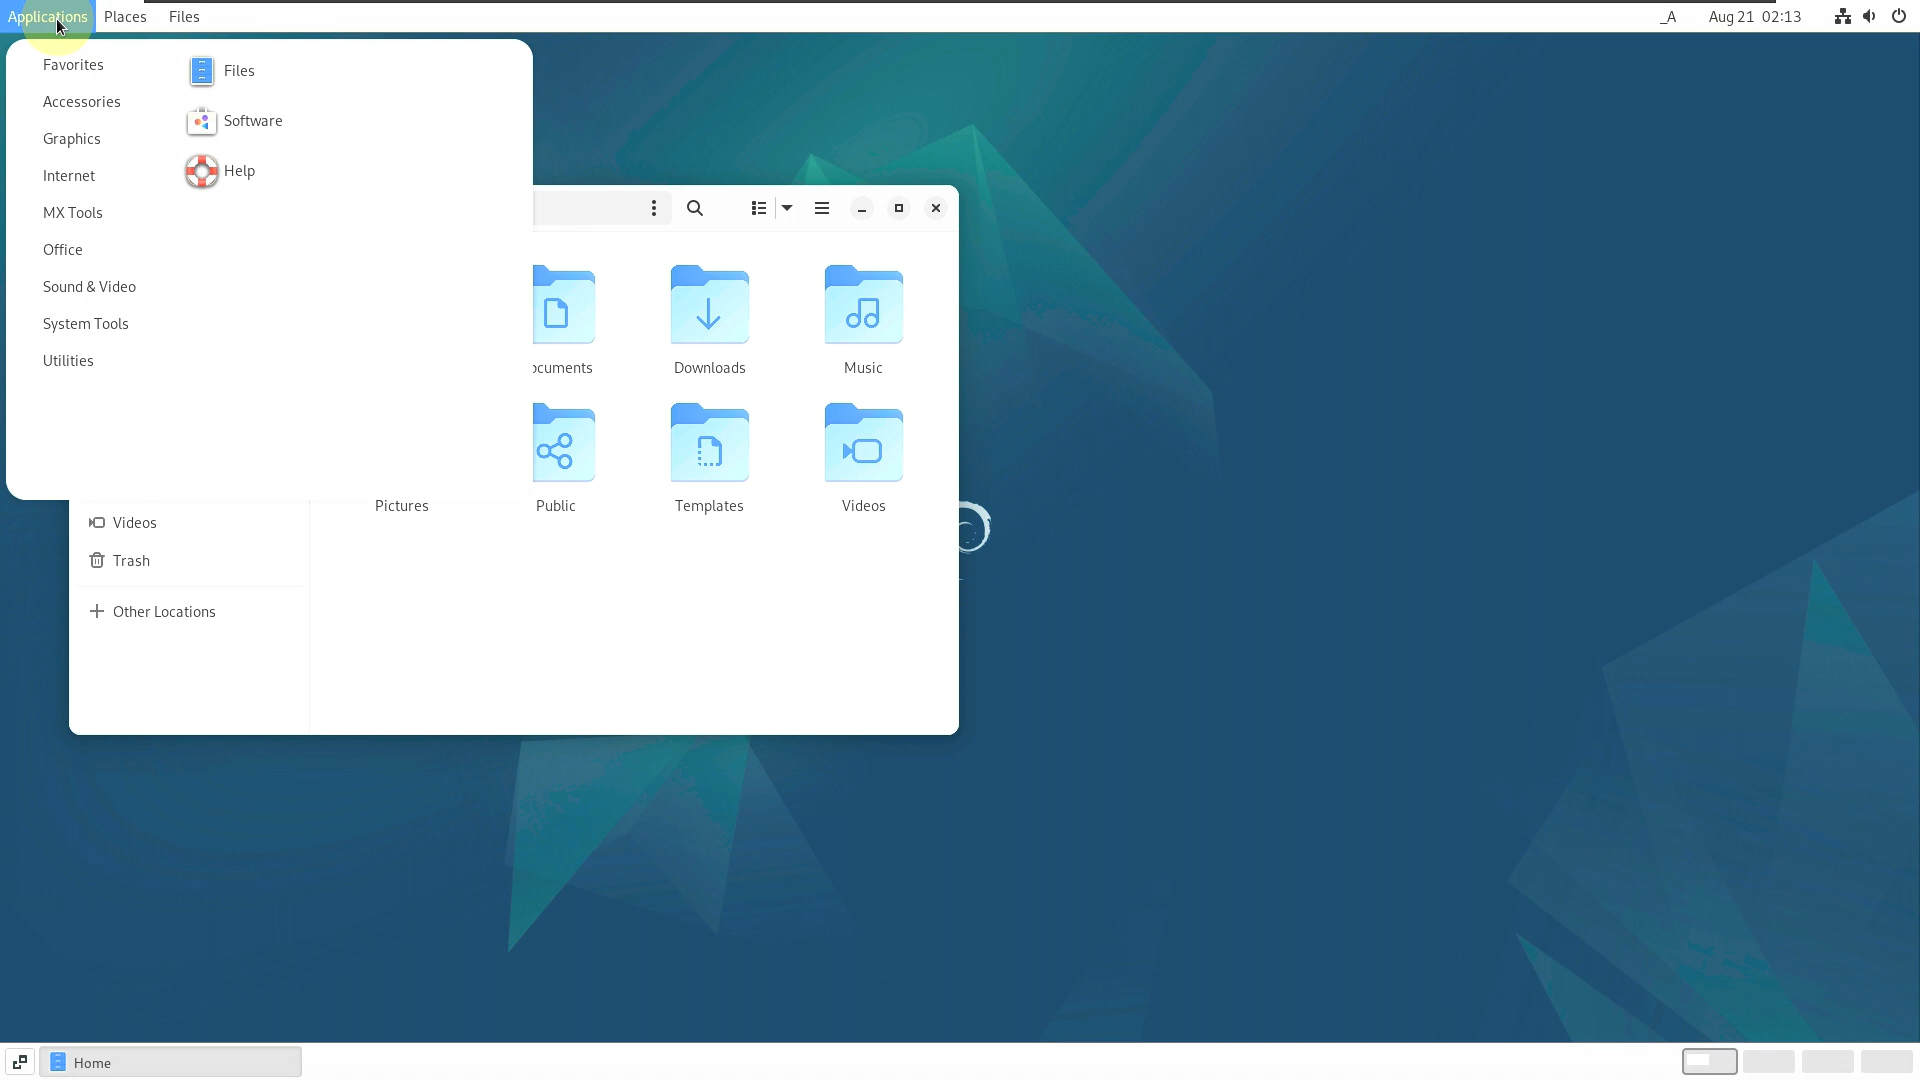 Applications Places Files _A Aug 21 02:13
Favorites
Accessories
Graphics
Internet
MX Tools
Office
Sound & Video
System Tools
Utilities
Files
Software
Help
ocuments Downloads Music
Pictures Public Templates Videos
Videos
Trash
Other Locations
Home